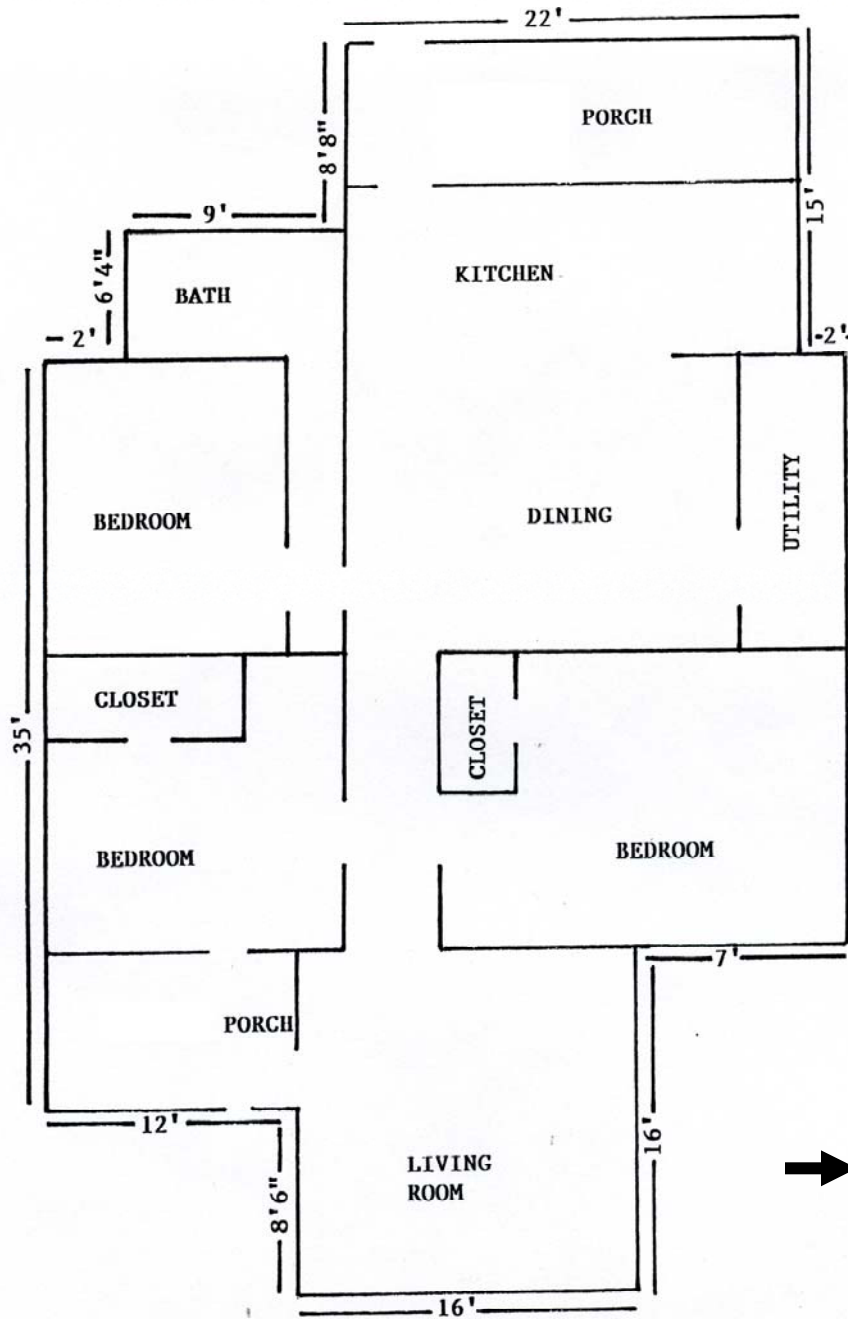 22'
PORCH
8'8"
15'
9'
KITCHEN
6'4"
BATH
2'
2'
BEDROOM
DINING
UTILITY
CLOSET
CLOSET
35'
BEDROOM
BEDROOM
7'
PORCH
12'
16'
LIVING
ROOM
8'6"
16'